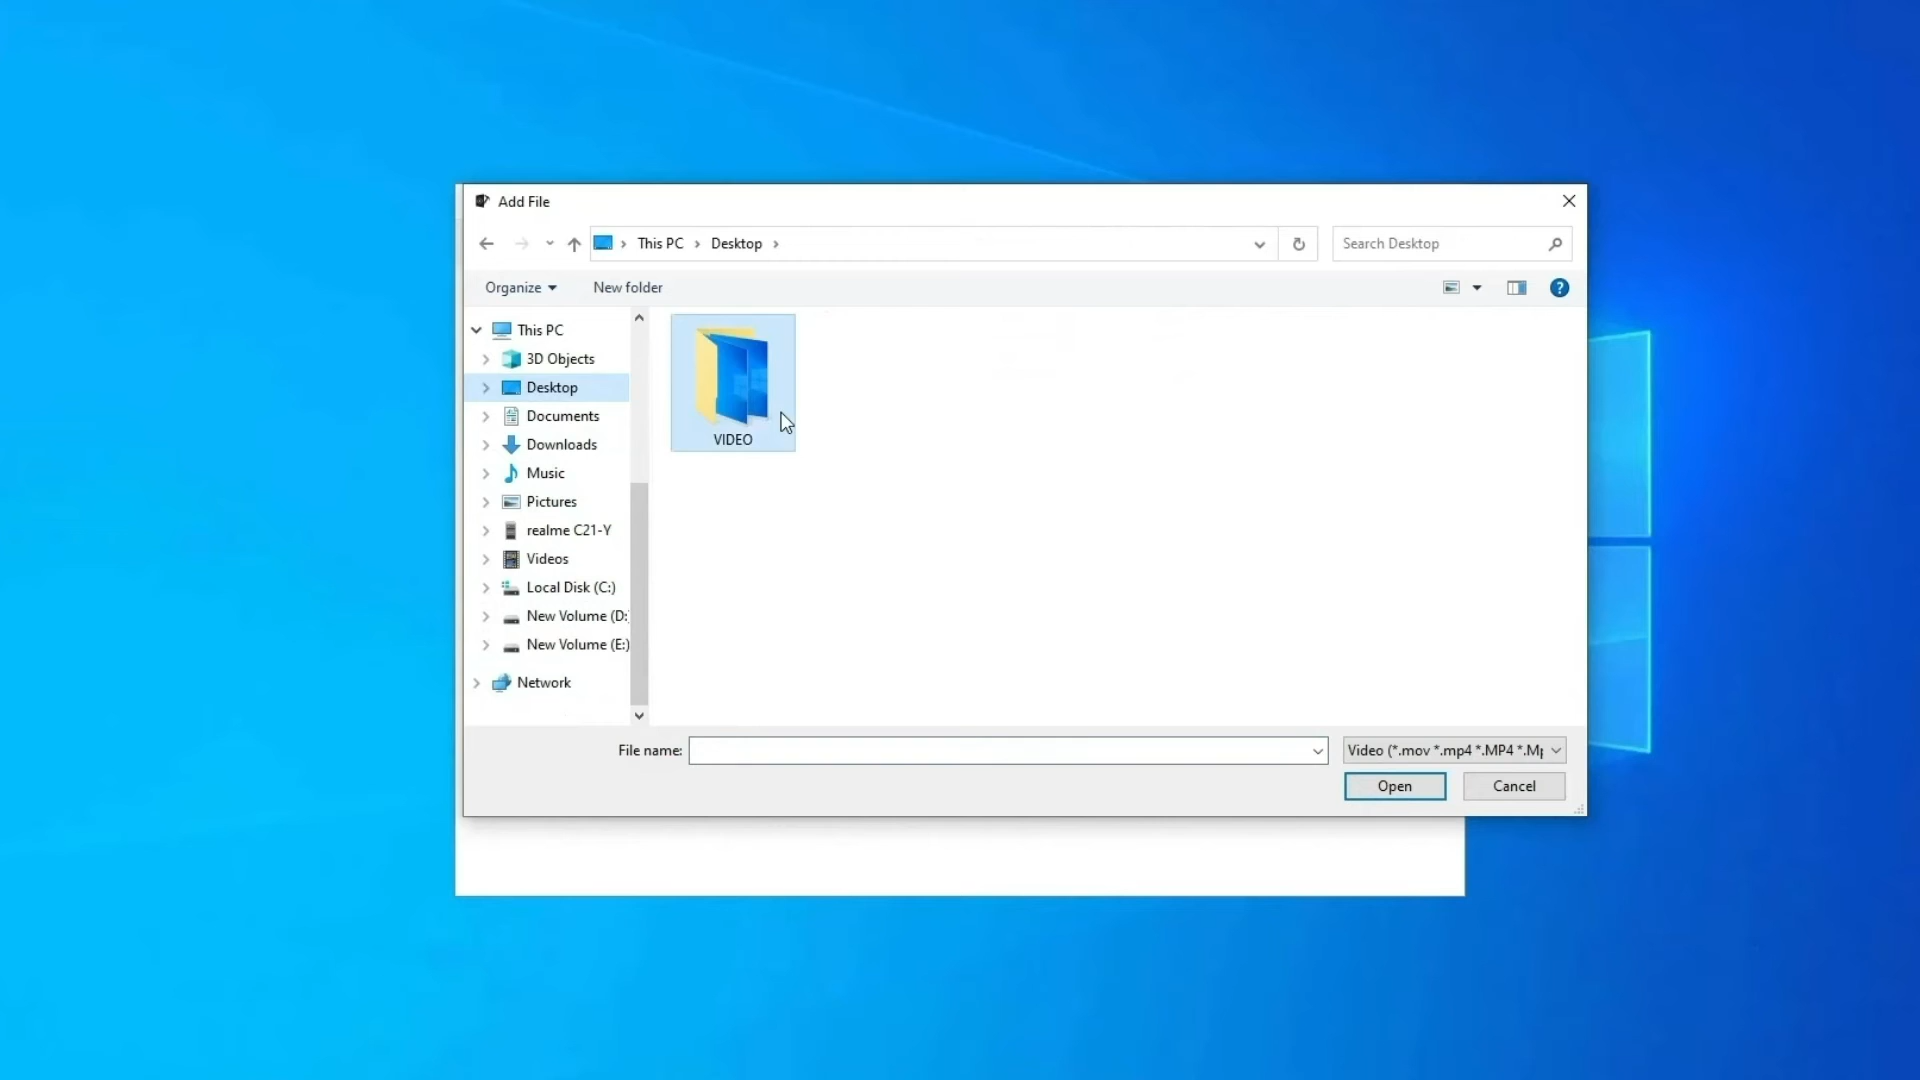 Add File
This PC > Desktop >
Search Desktop
Organize
New folder
?
This PC
3D Objects
Desktop
Documents
Downloads
Music
Pictures
realme C21-Y
Videos
Local Disk (C:)
New Volume (D:
New Volume (E:)
Network
VIDEO
File name:
Video (*.mov *.mp4 *.MP4 *.Mp
Open
Cancel